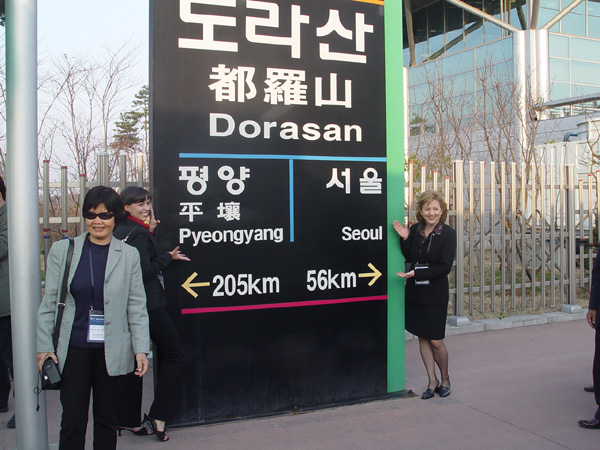 도라산
都羅山
Dorasan
평양 서울
平壤
Pyeongyang Seoul
205km 56km